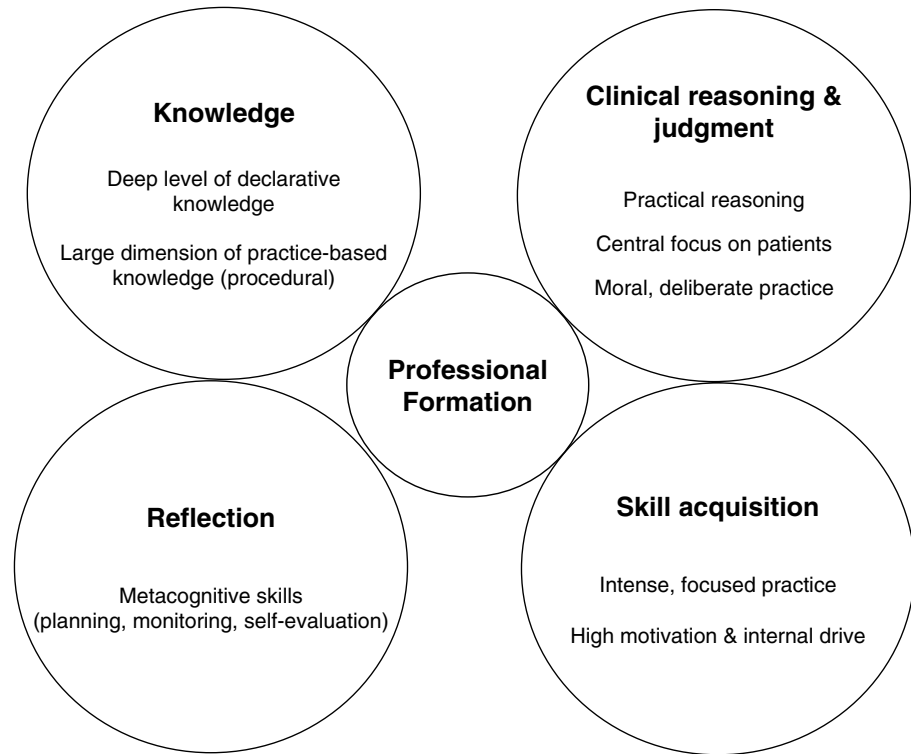 Knowledge
Deep level of declarative
knowledge
Large dimension of practice-based
knowledge (procedural)
Clinical reasoning &
judgment
Practical reasoning
Central focus on patients
Moral, deliberate practice
Professional
Formation
Reflection
Metacognitive skills
(planning, monitoring, self-evaluation)
Skill acquisition
Intense, focused practice
High motivation & internal drive